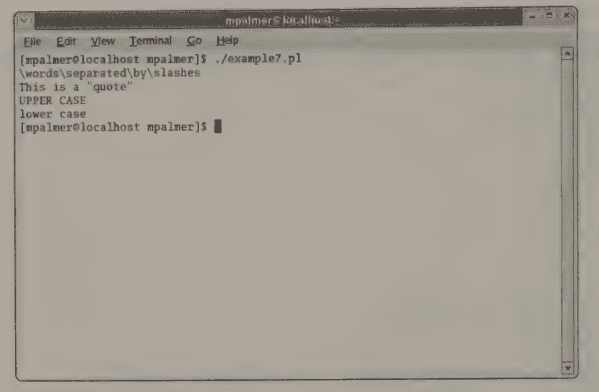 mpalmer@localhost:~
File Edit View Terminal Go Help
[mpalmer@localhost mpalmer]$ ./example7.pl
\words\separated\by\slashes
This is a "quote"
UPPER CASE
lower case
[mpalmer@localhost mpalmer]$